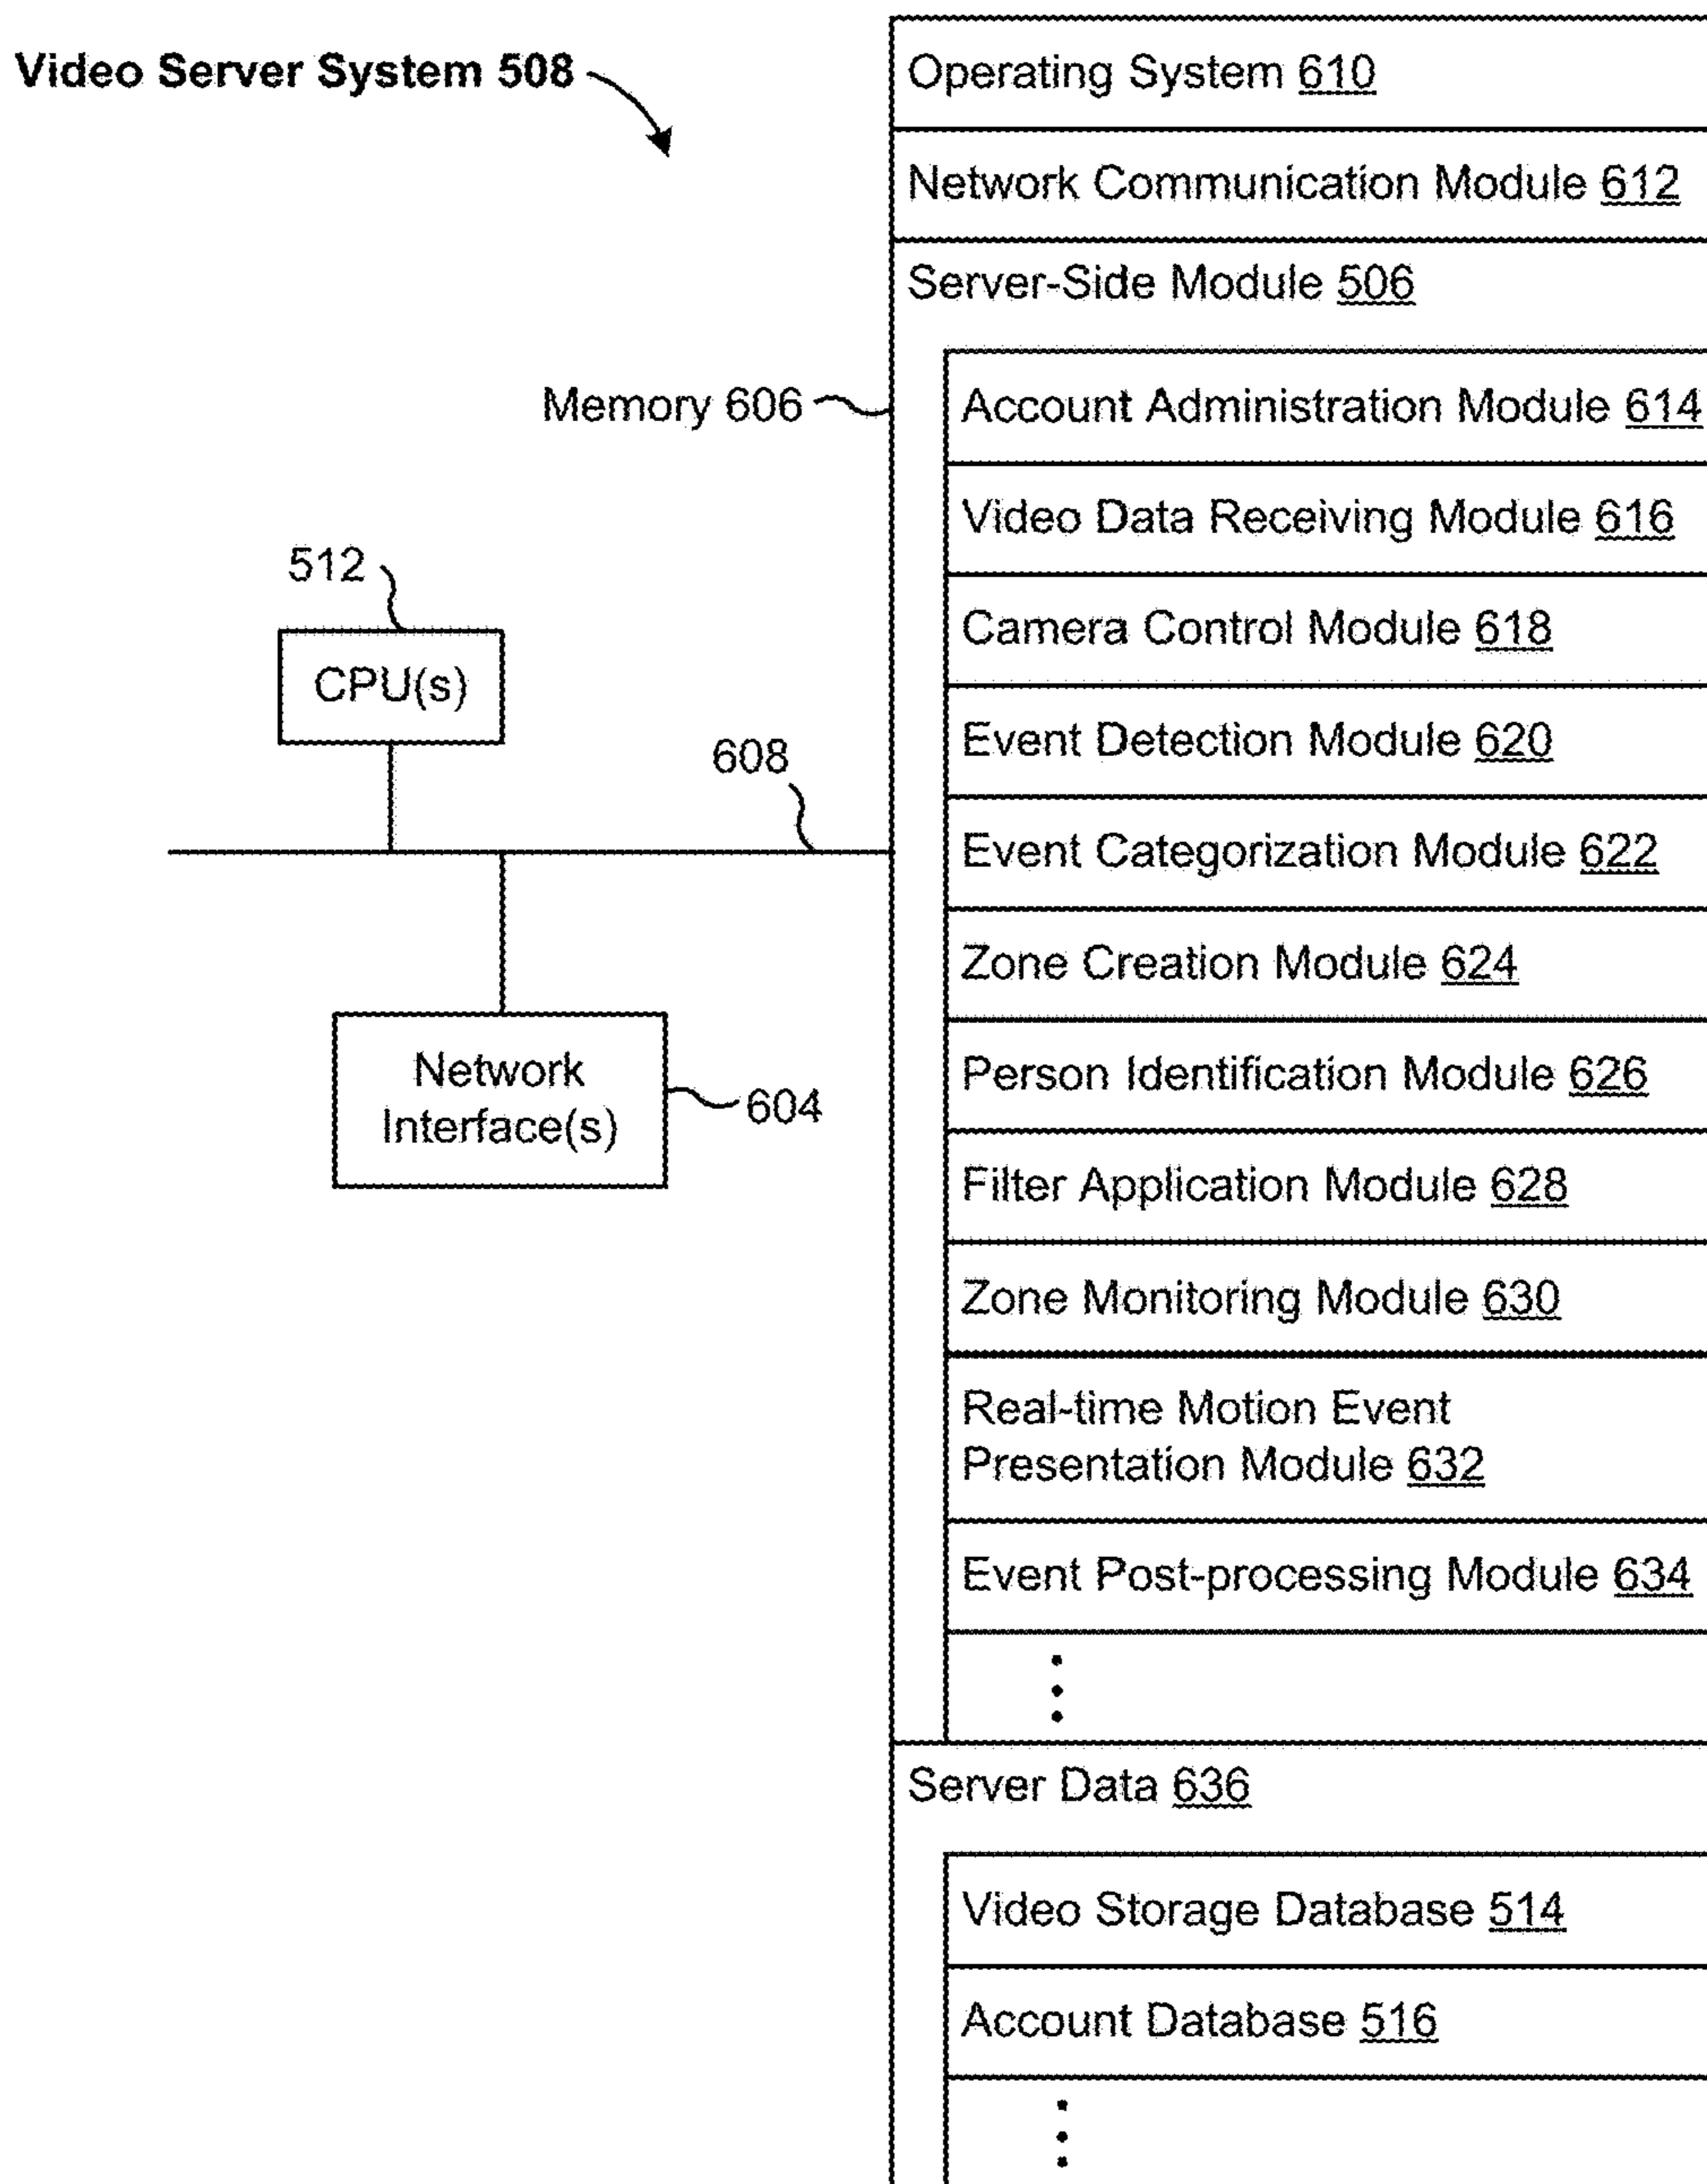 Video Server System 508
Operating System 610
Network Communication Module 612
Server-Side Module 506
Memory 606
Account Administration Module 614
Video Data Receiving Module 616
512
CPU(s)
Camera Control Module 618
608
Event Detection Module 620
Event Categorization Module 622
Zone Creation Module 624
Network
Interface(s)
604
Person Identification Module 626
Filter Application Module 628
Zone Monitoring Module 630
Real-time Motion Event
Presentation Module 632
Event Post-processing Module 634
Server Data 636
Video Storage Database 514
Account Database 516